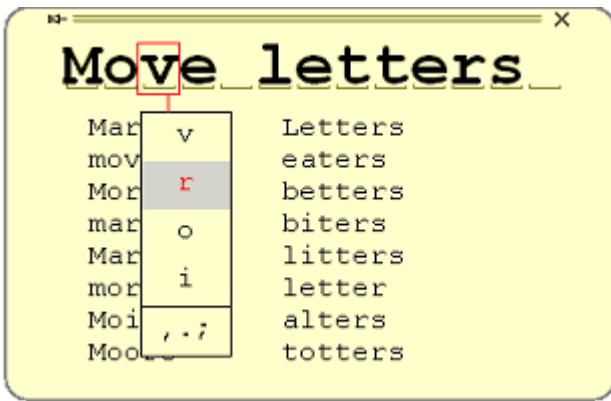 Move letters
Mar
mov
Mor
mar
Mar
mor
Moi
v
r
o
i
, . ;
Letters
eaters
betters
biters
litters
letter
alters
totters